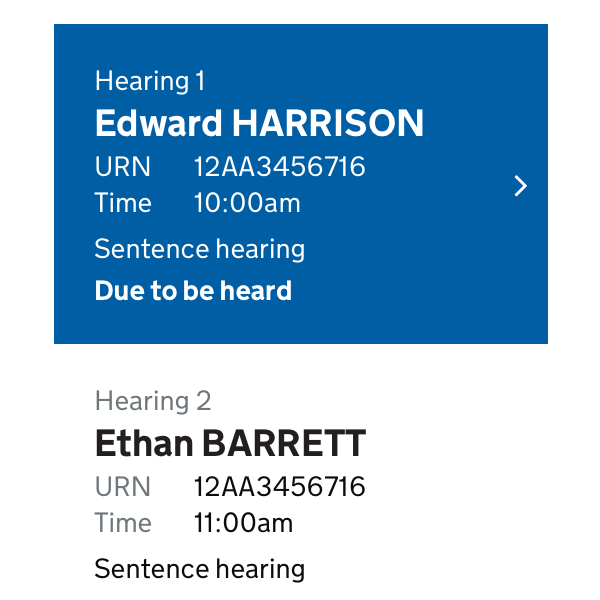 Hearing 1
Edward HARRISON
URN 12AA3456716
Time 10:00am
Sentence hearing
Due to be heard
Hearing 2
Ethan BARRETT
URN 12AA3456716
Time 11:00am
Sentence hearing